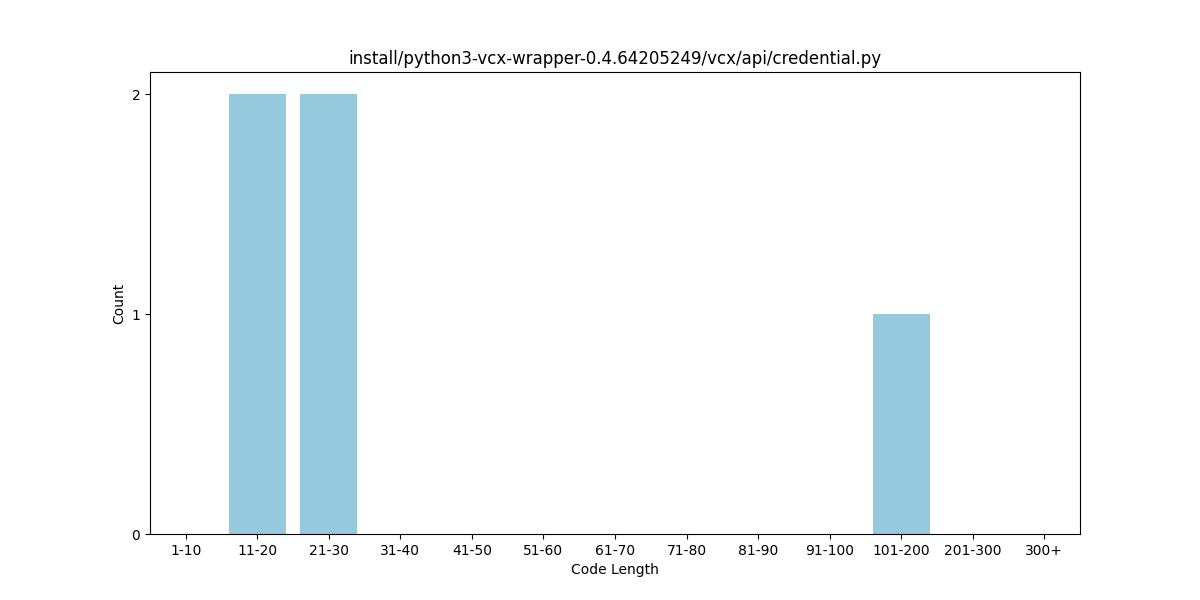 install/python3-vcx-wrapper-0.4.64205249/vcx/api/credential.py
2
1
0
Count
1-10 11-20 21-30 31-40 41-50 51-60 61-70 71-80 81-90 91-100 101-200 201-300 300+
Code Length